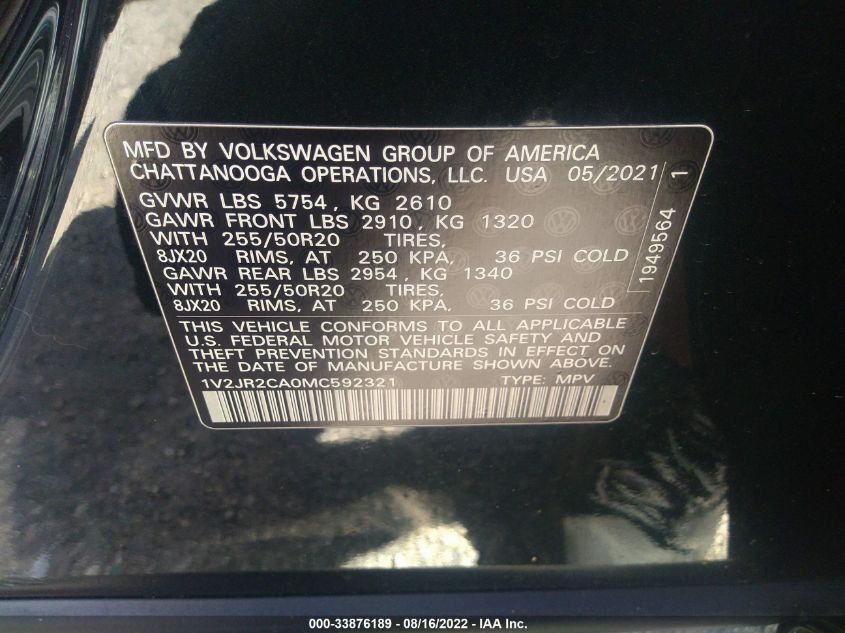 MFD BY VOLKSWAGEN GROUP OF AMERICA
CHATTANOOGA OPERATIONS, LLC. USA 05/2021
GVWR LBS 5754, KG 2610
GAWR FRONT LBS 2910, KG 1320
WITH 255/50R20 TIRES,
8JX20 RIMS, AT 250 KPA, 36 PSI COLD
GAWR REAR LBS 2954, KG 1340
WITH 255/50R20 TIRES,
8JX20 RIMS, AT 250 KPA, 36 PSI COLD
THIS VEHICLE CONFORMS TO ALL APPLICABLE
U.S. FEDERAL MOTOR VEHICLE SAFETY AND
THEFT PREVENTION STANDARDS IN EFFECT ON
THE DATE OF MANUFACTURE SHOWN ABOVE.
1V2JR2CA0MC592321 TYPE: MPV
1949564 1
000-33876189 - 08/16/2022 - IAA Inc.